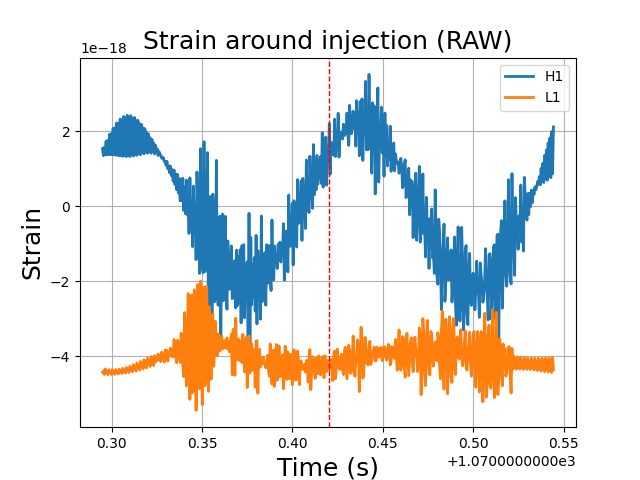 Strain around injection (RAW)
1e−18
H1
L1
2
0
−2
−4
Strain
0.30 0.35 0.40 0.45 0.50 0.55
+1.0700000000e3
Time (s)